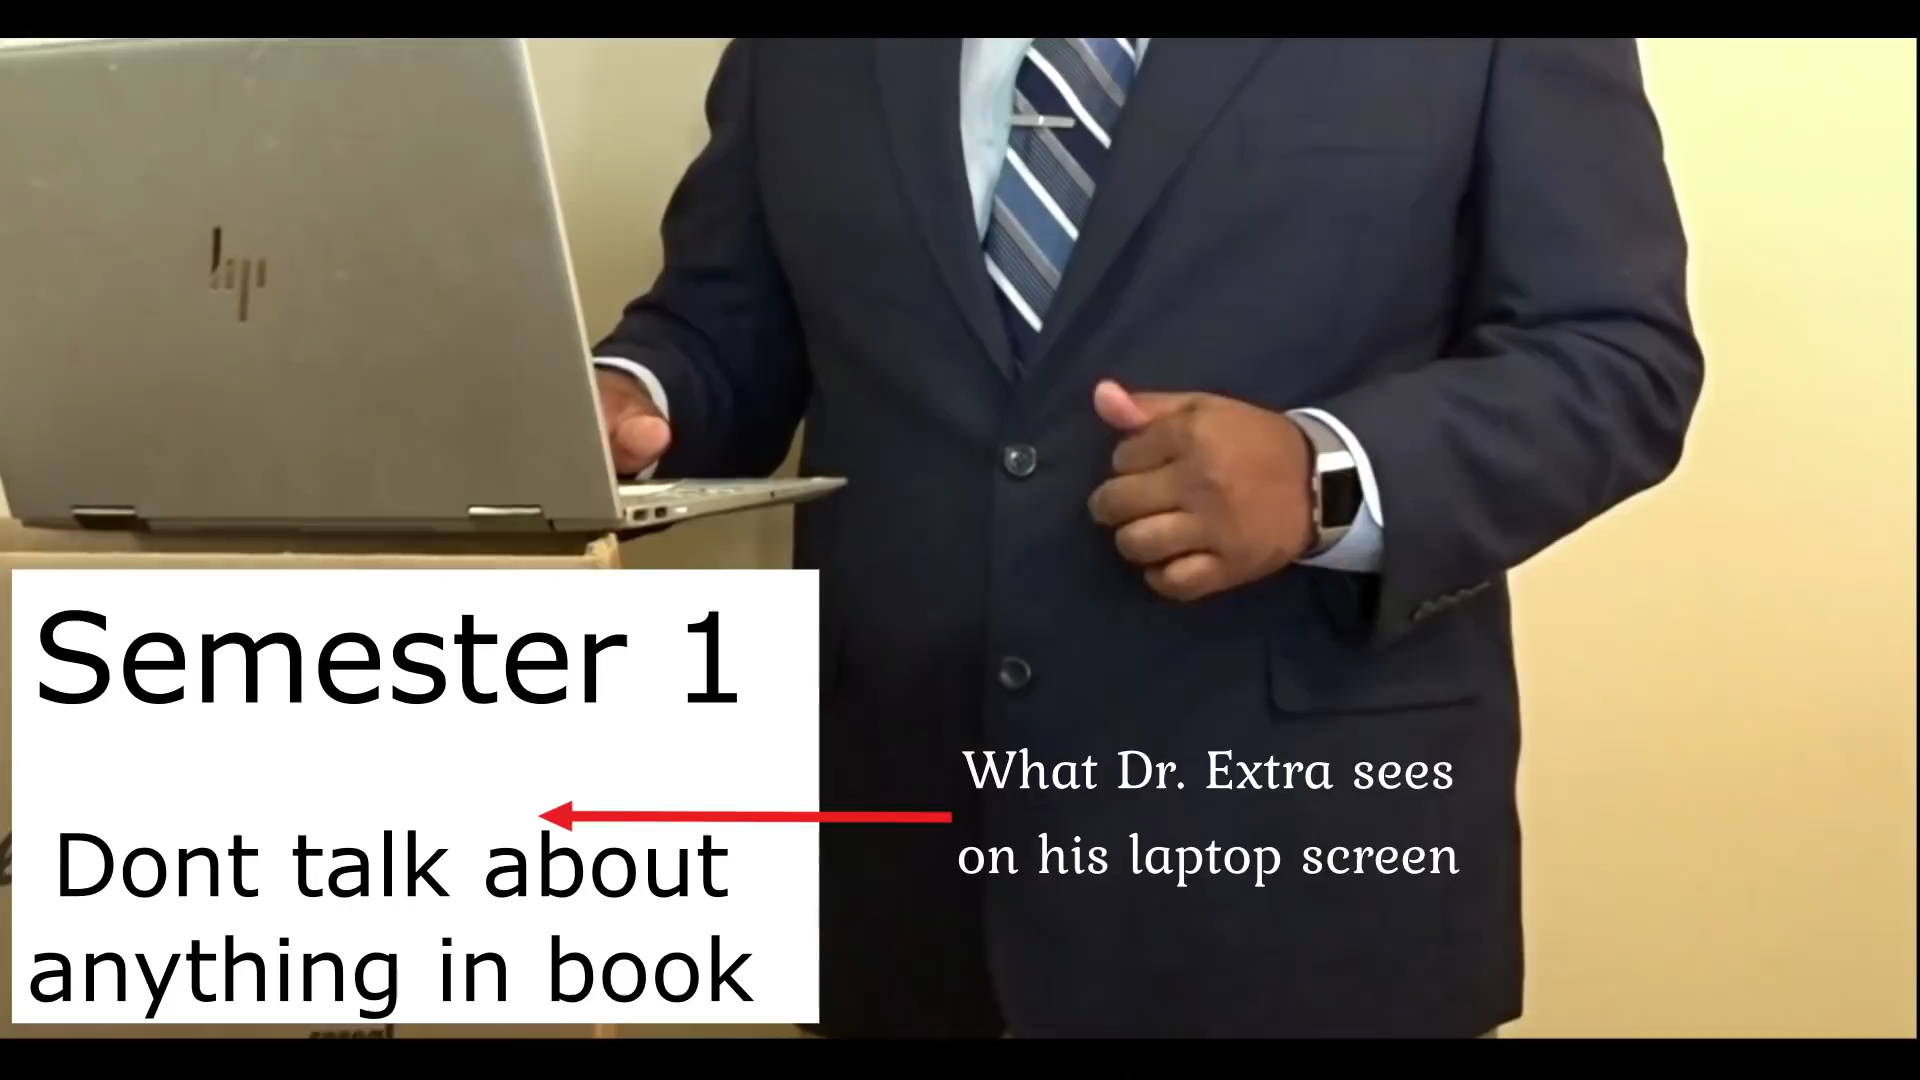 hp
Semester 1
Dont talk about
anything in book
What Dr. Extra sees
on his laptop screen